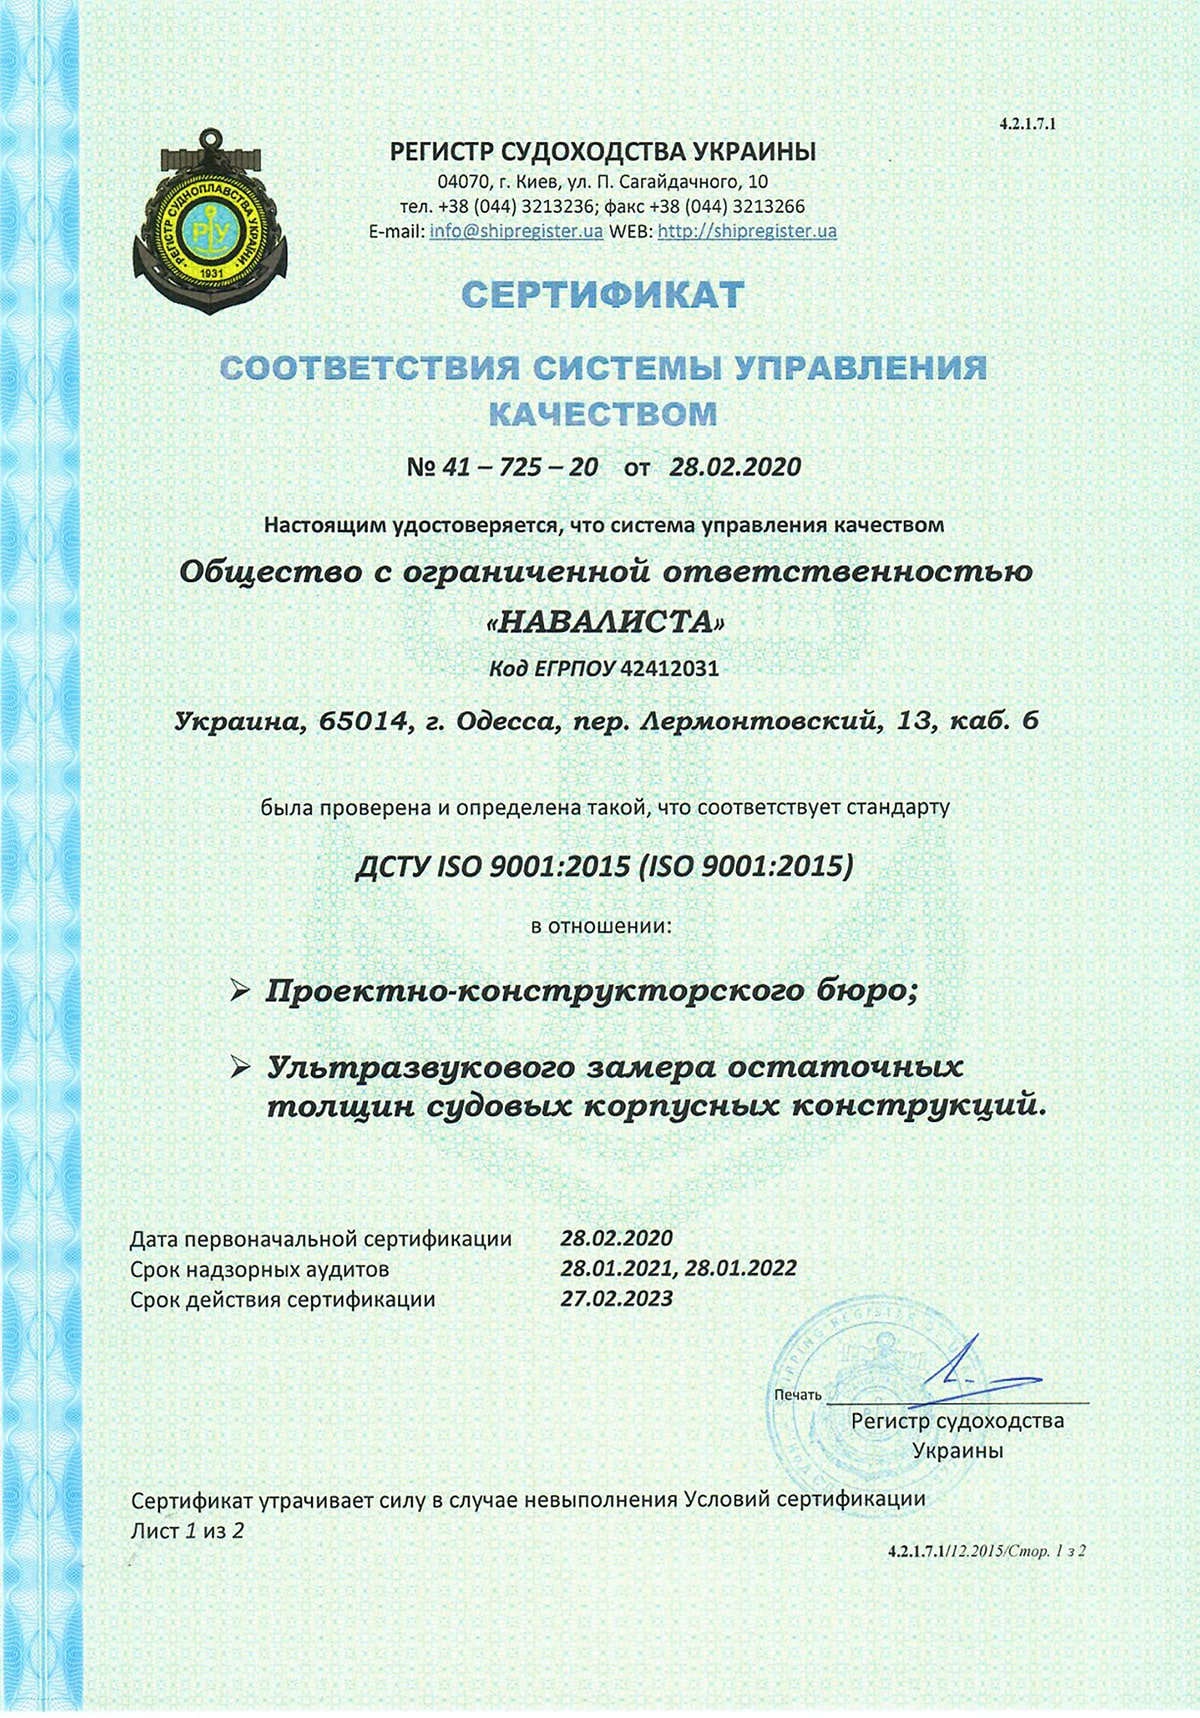 4.2.1.7.1
РЕГИСТР СУДОХОДСТВА УКРАИНЫ
04070, г. Киев, ул. П. Сагайдачного, 10
тел. +38 (044) 3213236; факс +38 (044) 3213266
E-mail: info@shipregister.ua WEB: http://shipregister.ua
РЕГІСТР СУДНОПЛАВСТВА УКРАЇНИ
РУ
1931
СЕРТИФИКАТ
СООТВЕТСТВИЯ СИСТЕМЫ УПРАВЛЕНИЯ
КАЧЕСТВОМ
№ 41 – 725 – 20 от 28.02.2020
Настоящим удостоверяется, что система управления качеством
Общество с ограниченной ответственностью
«НАВАЛИСТА»
Код ЕГРПОУ 42412031
Украина, 65014, г. Одесса, пер. Лермонтовский, 13, каб. 6
была проверена и определена такой, что соответствует стандарту
ДСТУ ISO 9001:2015 (ISO 9001:2015)
в отношении:
➢ Проектно-конструкторского бюро;
➢ Ультразвукового замера остаточных
толщин судовых корпусных конструкций.
Дата первоначальной сертификации 28.02.2020
Срок надзорных аудитов 28.01.2021, 28.01.2022
Срок действия сертификации 27.02.2023
Печать
Регистр судоходства
Украины
Сертификат утрачивает силу в случае невыполнения Условий сертификации
Лист 1 из 2
4.2.1.7.1/12.2015/Стор. 1 з 2